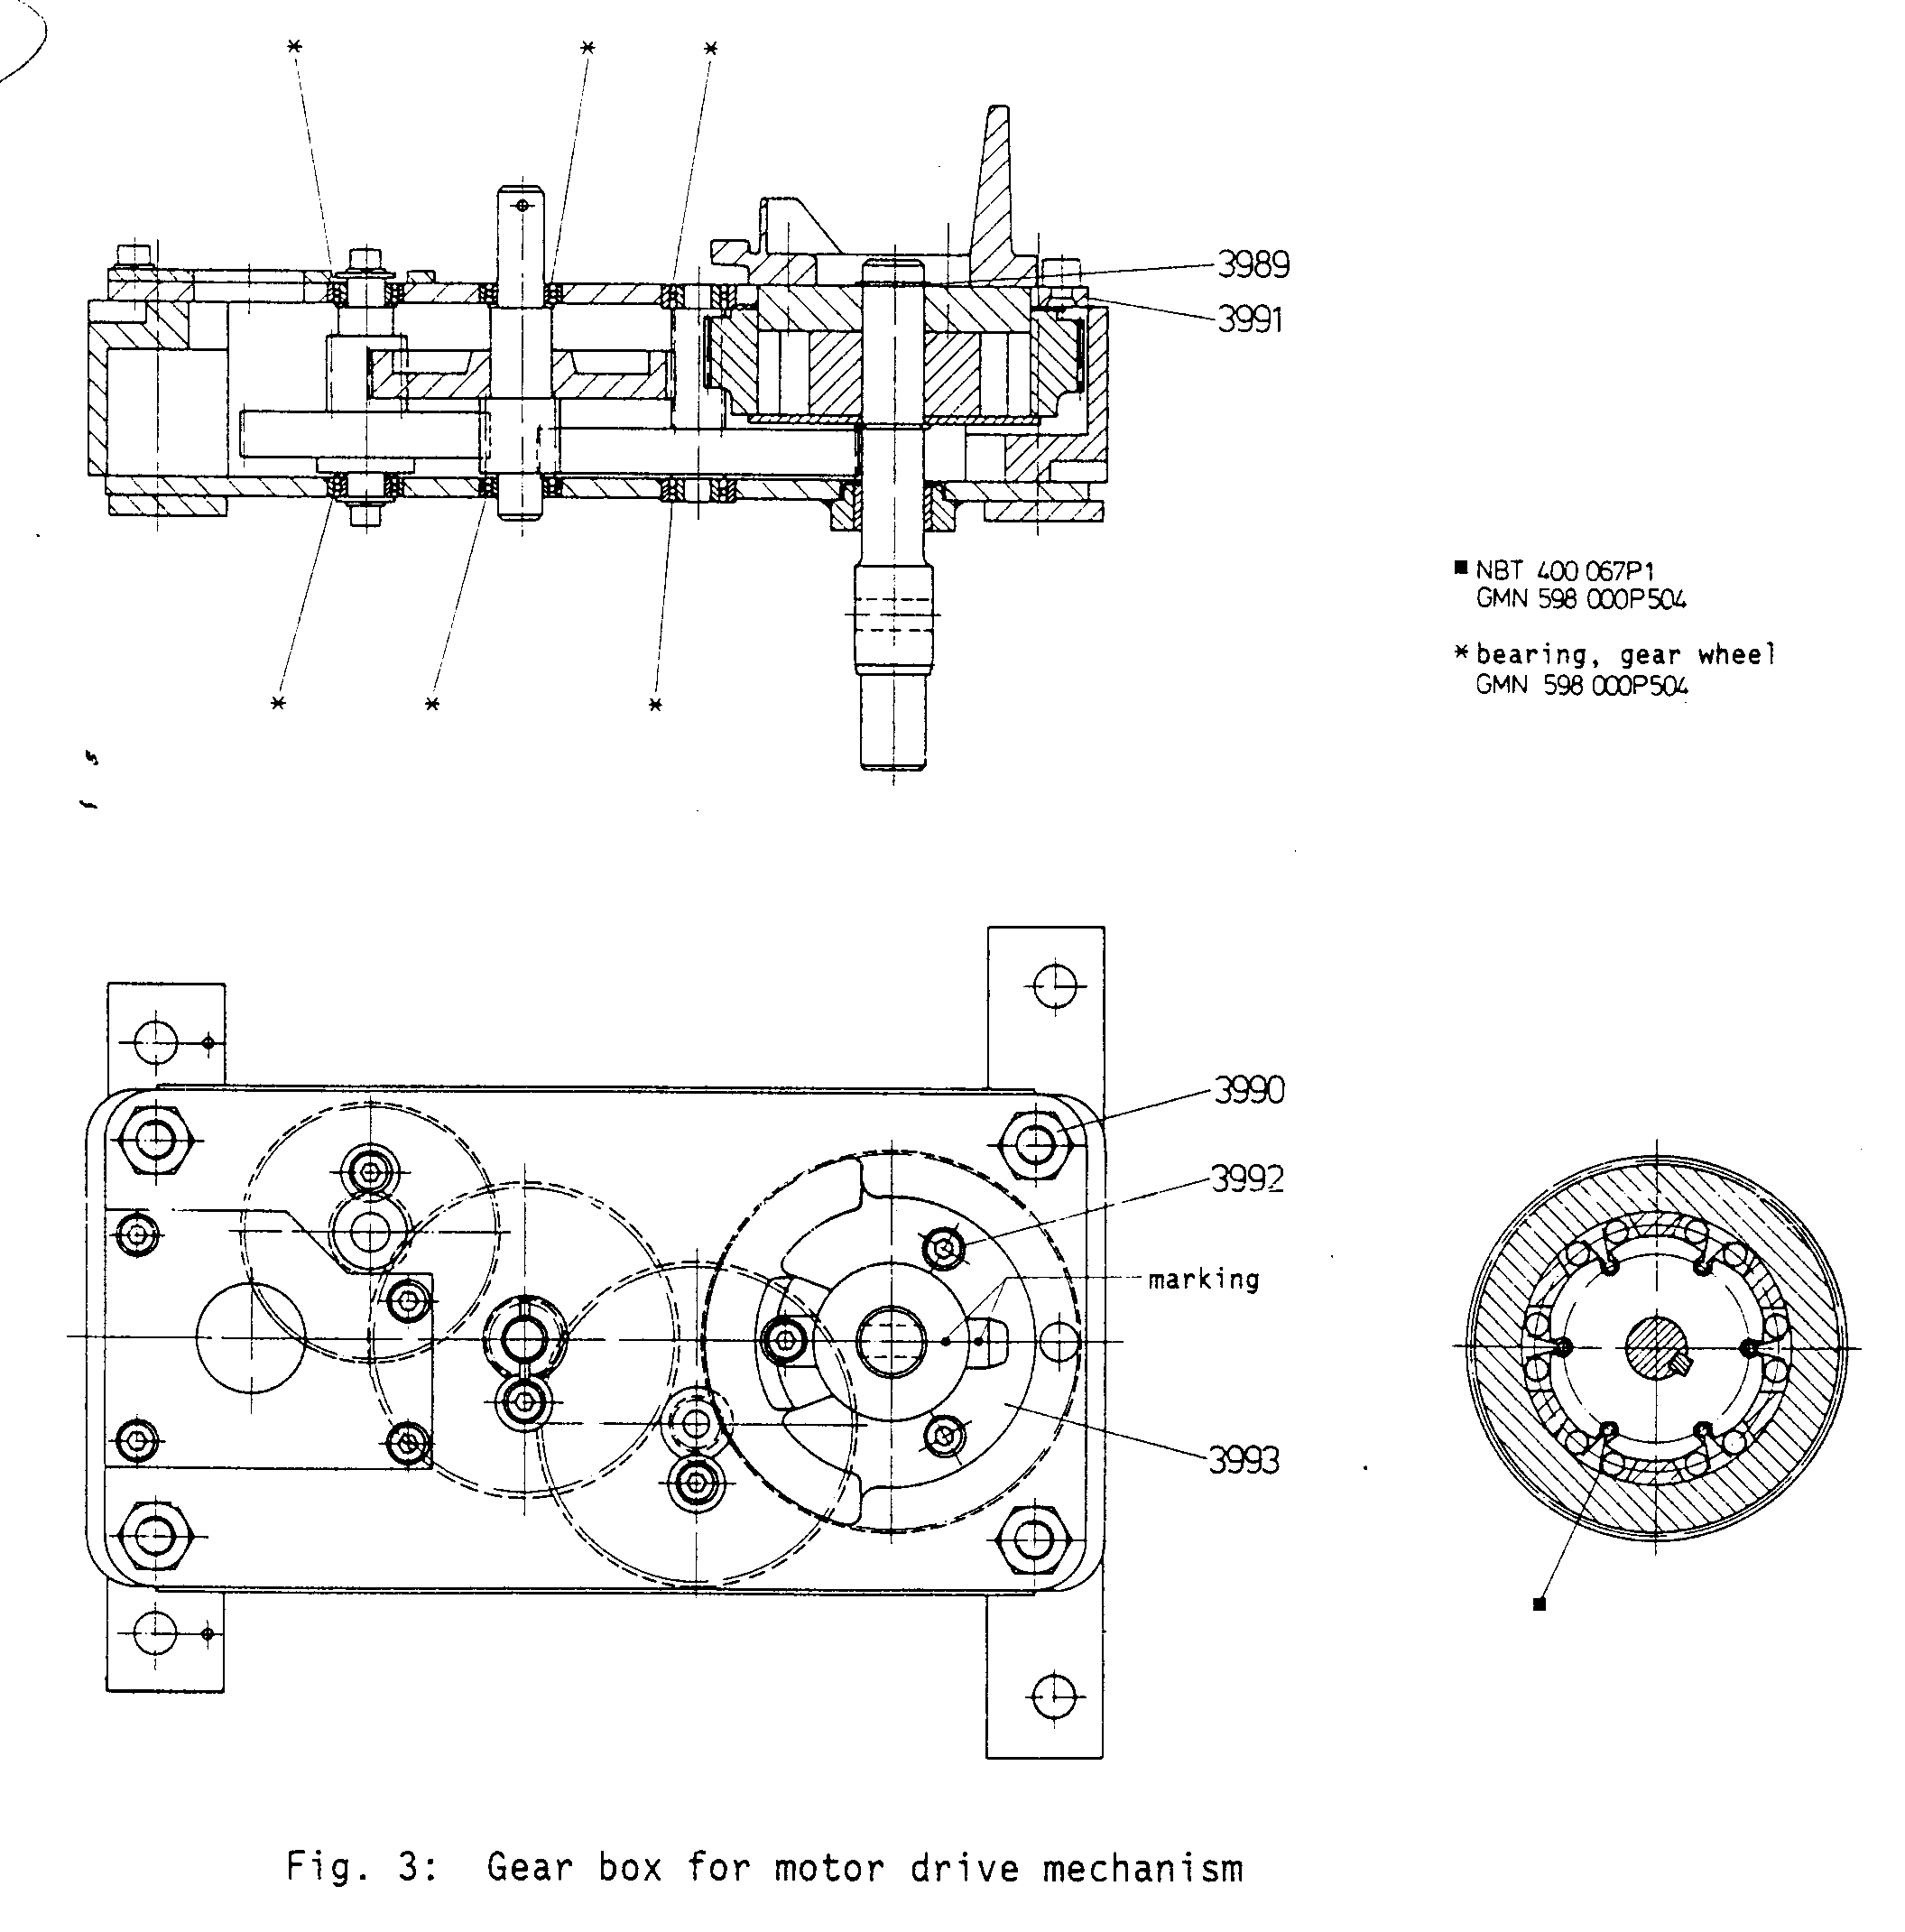 *
*
*
3989
3991
■ NBT 400 067P1
GMN 598 000P504
* bearing, gear wheel
GMN 598 000P504
*
*
*
3990
3992
marking
3993
■
Fig. 3: Gear box for motor drive mechanism